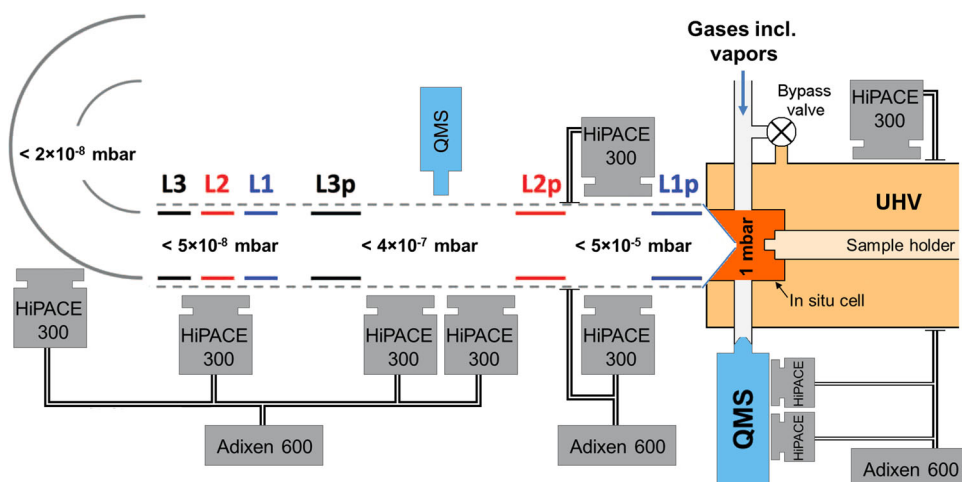 Gases incl.
vapors
Bypass
valve
HiPACE
300
QMS
HiPACE
300
< 2×10⁻⁸ mbar
L3 L2 L1 L3p L2p L1p
UHV
< 5×10⁻⁸ mbar
< 4×10⁻⁷ mbar
< 5×10⁻⁵ mbar
1 mbar
Sample holder
In situ cell
HiPACE
300
HiPACE
300
HiPACE
300
HiPACE
300
HiPACE
300
QMS
HiPACE
HiPACE
Adixen 600
Adixen 600
Adixen 600